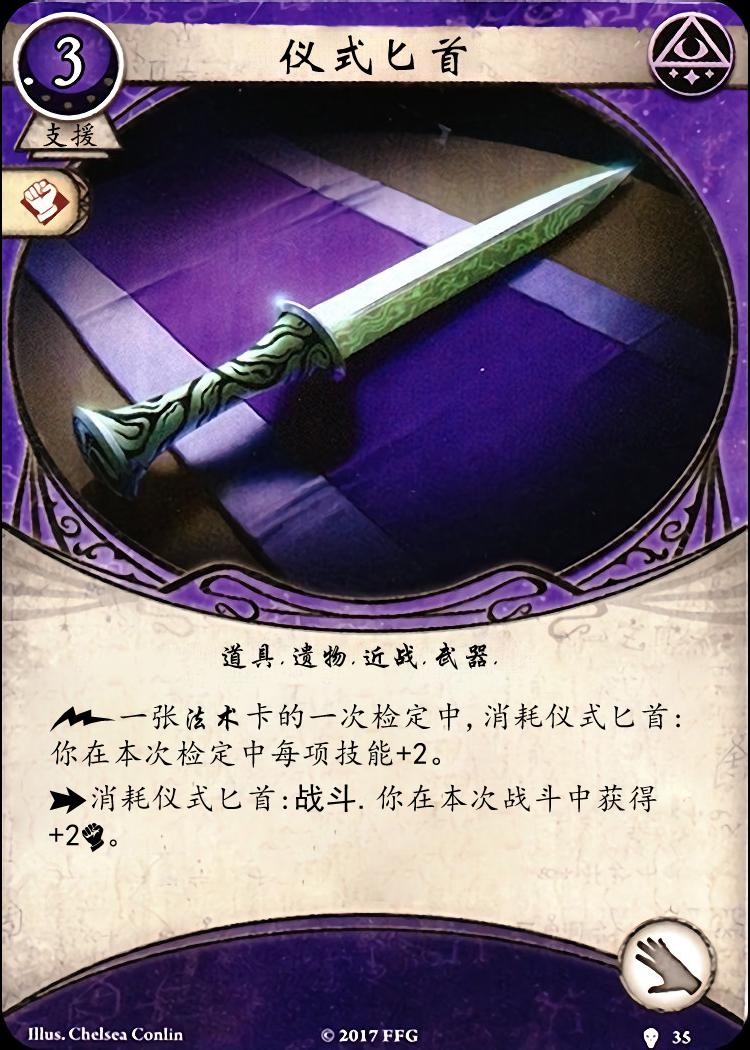 3
仪式匕首
支援
道具. 遗物. 近战. 武器.
一张法术卡的一次检定中, 消耗仪式匕首:
你在本次检定中每项技能+2。
消耗仪式匕首:战斗. 你在本次战斗中获得
+2。
Illus. Chelsea Conlin
© 2017 FFG
35